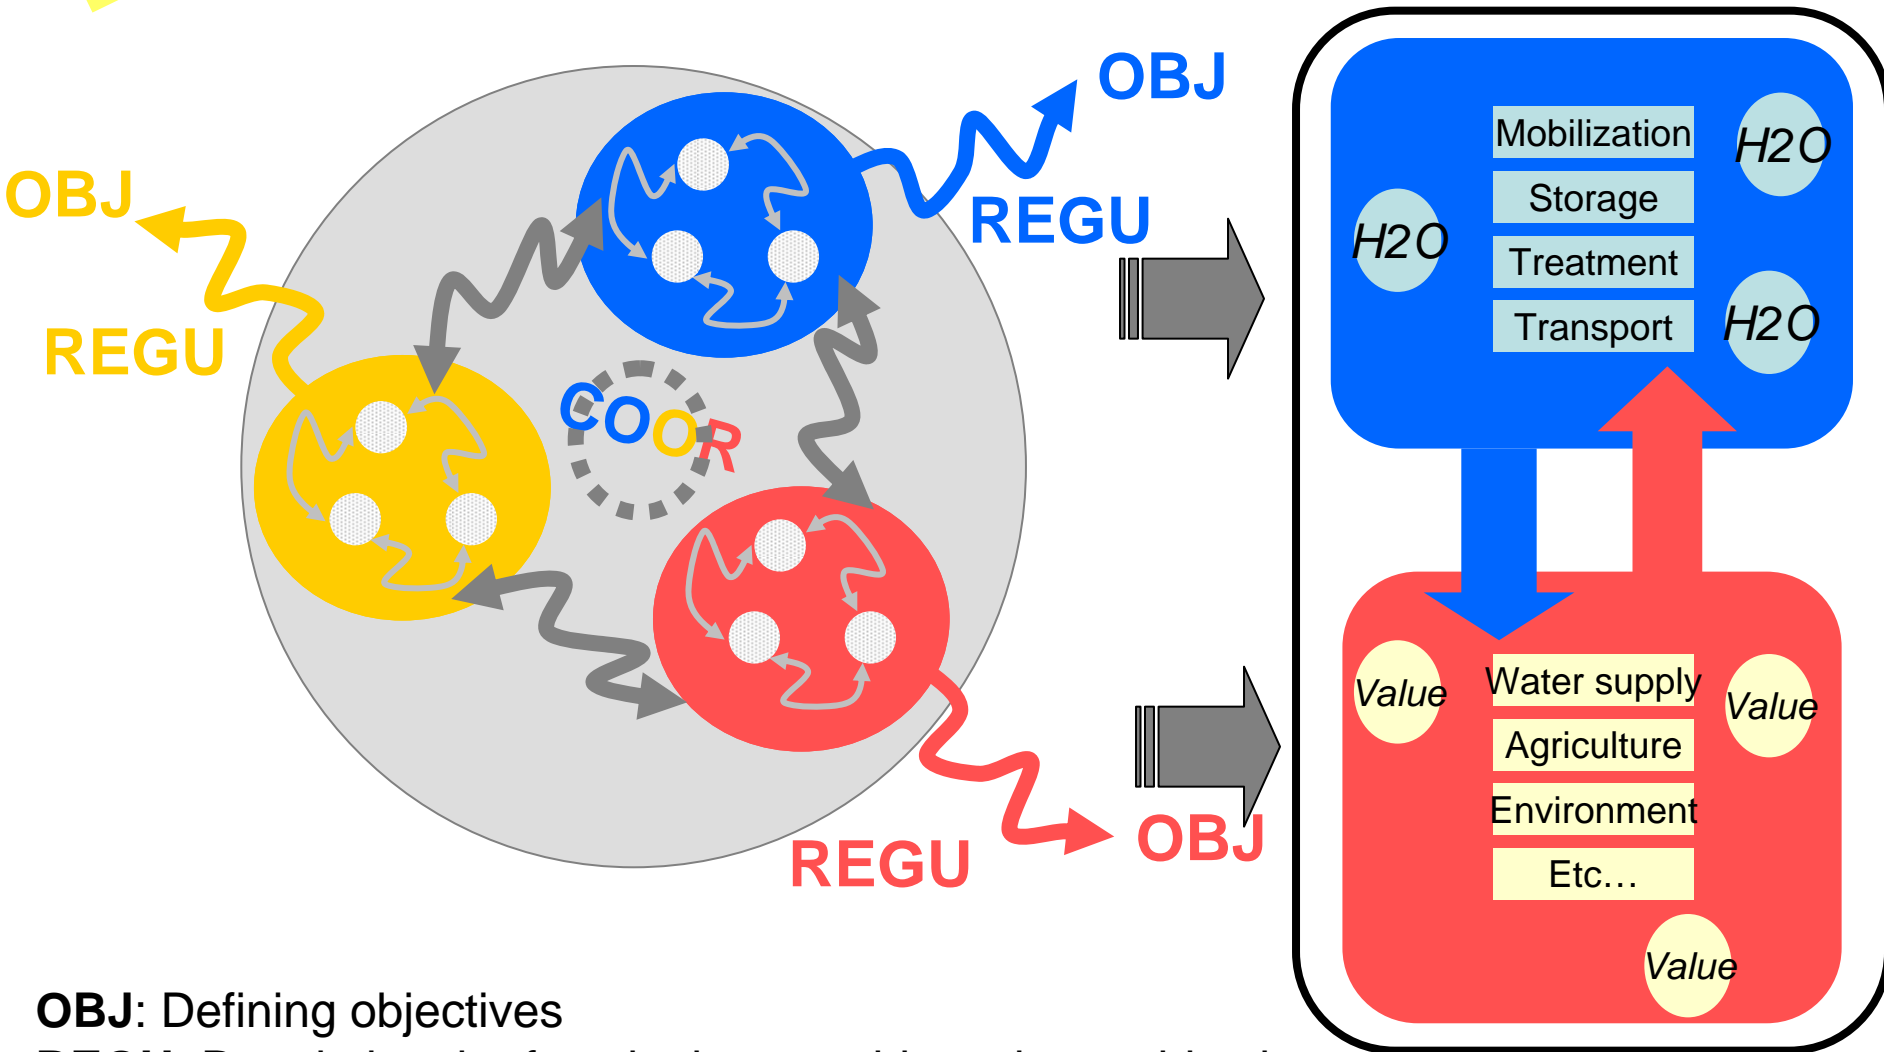 OBJ
REGU
OBJ
REGU
COOR
REGU
OBJ
Mobilization
Storage
Treatment
Transport
H2O
H2O
H2O
Water supply
Agriculture
Environment
Etc…
Value
Value
Value
OBJ: Defining objectives